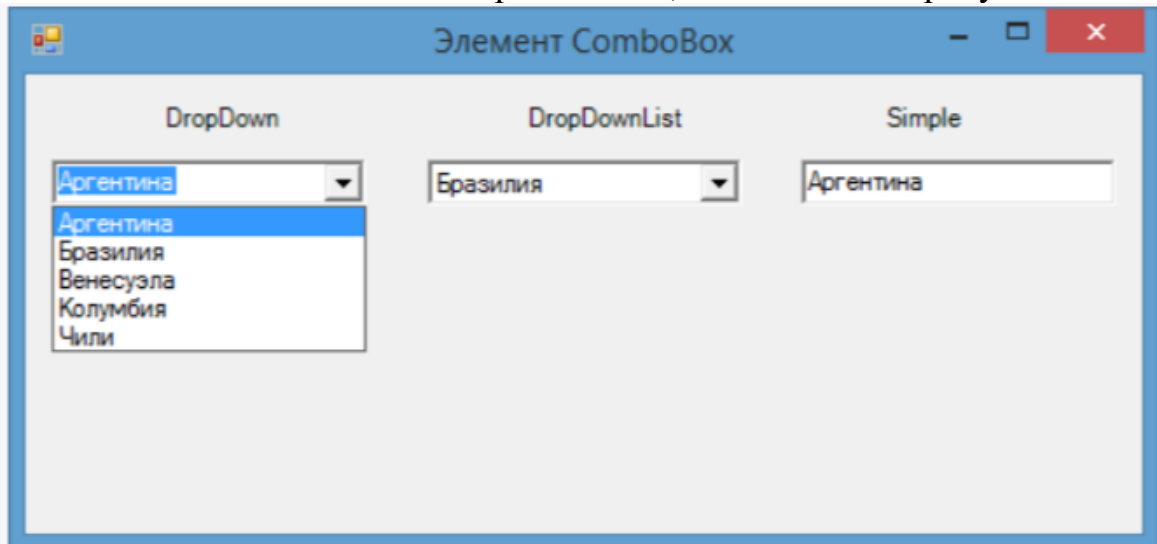 Элемент ComboBox
DropDown DropDownList Simple
Аргентина Бразилия Аргентина
Аргентина
Бразилия
Венесуэла
Колумбия
Чили